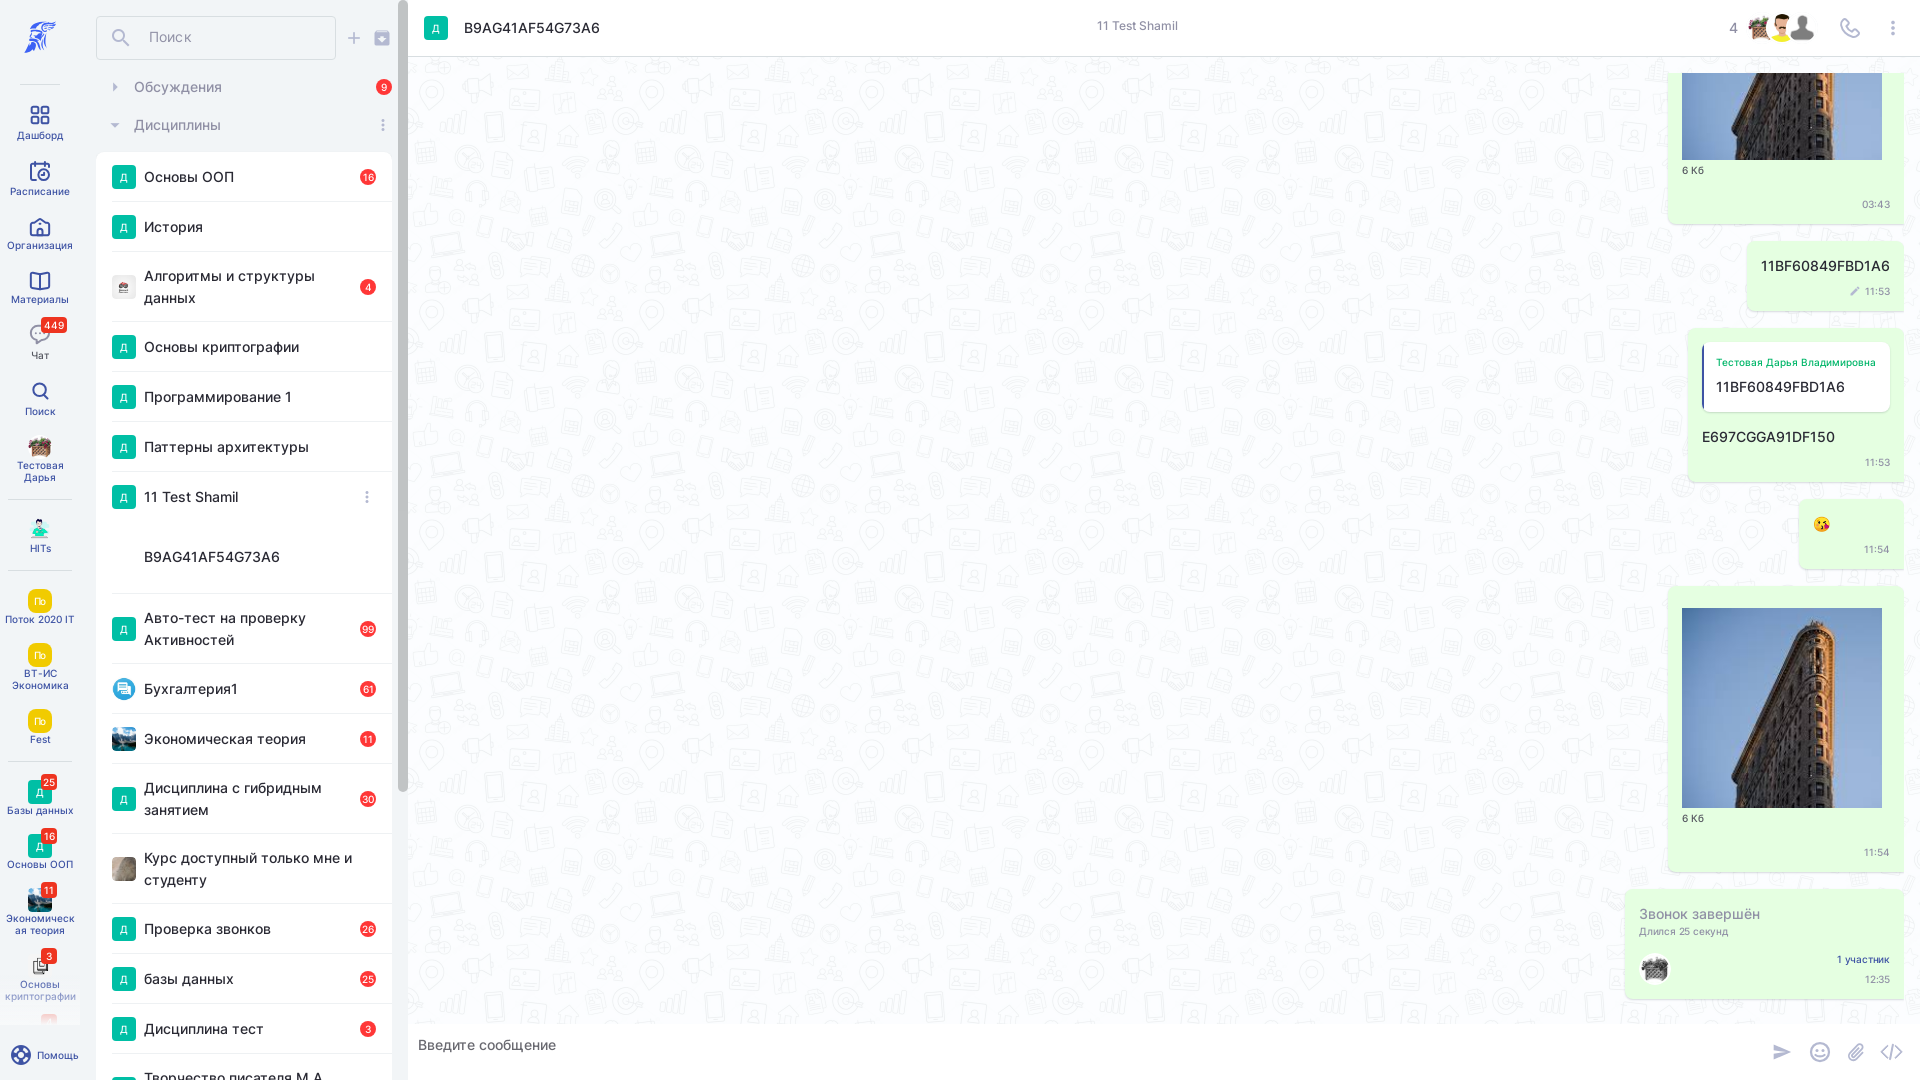 Дашборд
Расписание
Организация
Материалы
449
Чат
Поиск
Тестовая
Дарья
HITs
По
Поток 2020 IT
По
ВТ-ИС
Экономика
По
Fest
25
Д
Базы данных
16
Д
Основы ООП
11
Экономическ
ая теория
3
Основы
криптографии
Помощь
Поиск
Обсуждения
9
Дисциплины
Д
Основы ООП
16
Д
История
Алгоритмы и структуры
данных
4
Д
Основы криптографии
Д
Программирование 1
Д
Паттерны архитектуры
Д
11 Test Shamil
B9AG41AF54G73A6
Д
Авто-тест на проверку
Активностей
99
Бухгалтерия1
61
Экономическая теория
11
Д
Дисциплина с гибридным
занятием
30
Курс доступный только мне и
студенту
Д
Проверка звонков
26
Д
базы данных
25
Д
Дисциплина тест
3
Творчество писателя М.А.
Д
B9AG41AF54G73A6
11 Test Shamil
4
6 Кб
03:43
11BF60849FBD1A6
11:53
Тестовая Дарья Владимировна
11BF60849FBD1A6
E697CGGA91DF150
11:53
11:54
6 Кб
11:54
Звонок завершён
Длился 25 секунд
1 участник
12:35
Введите сообщение